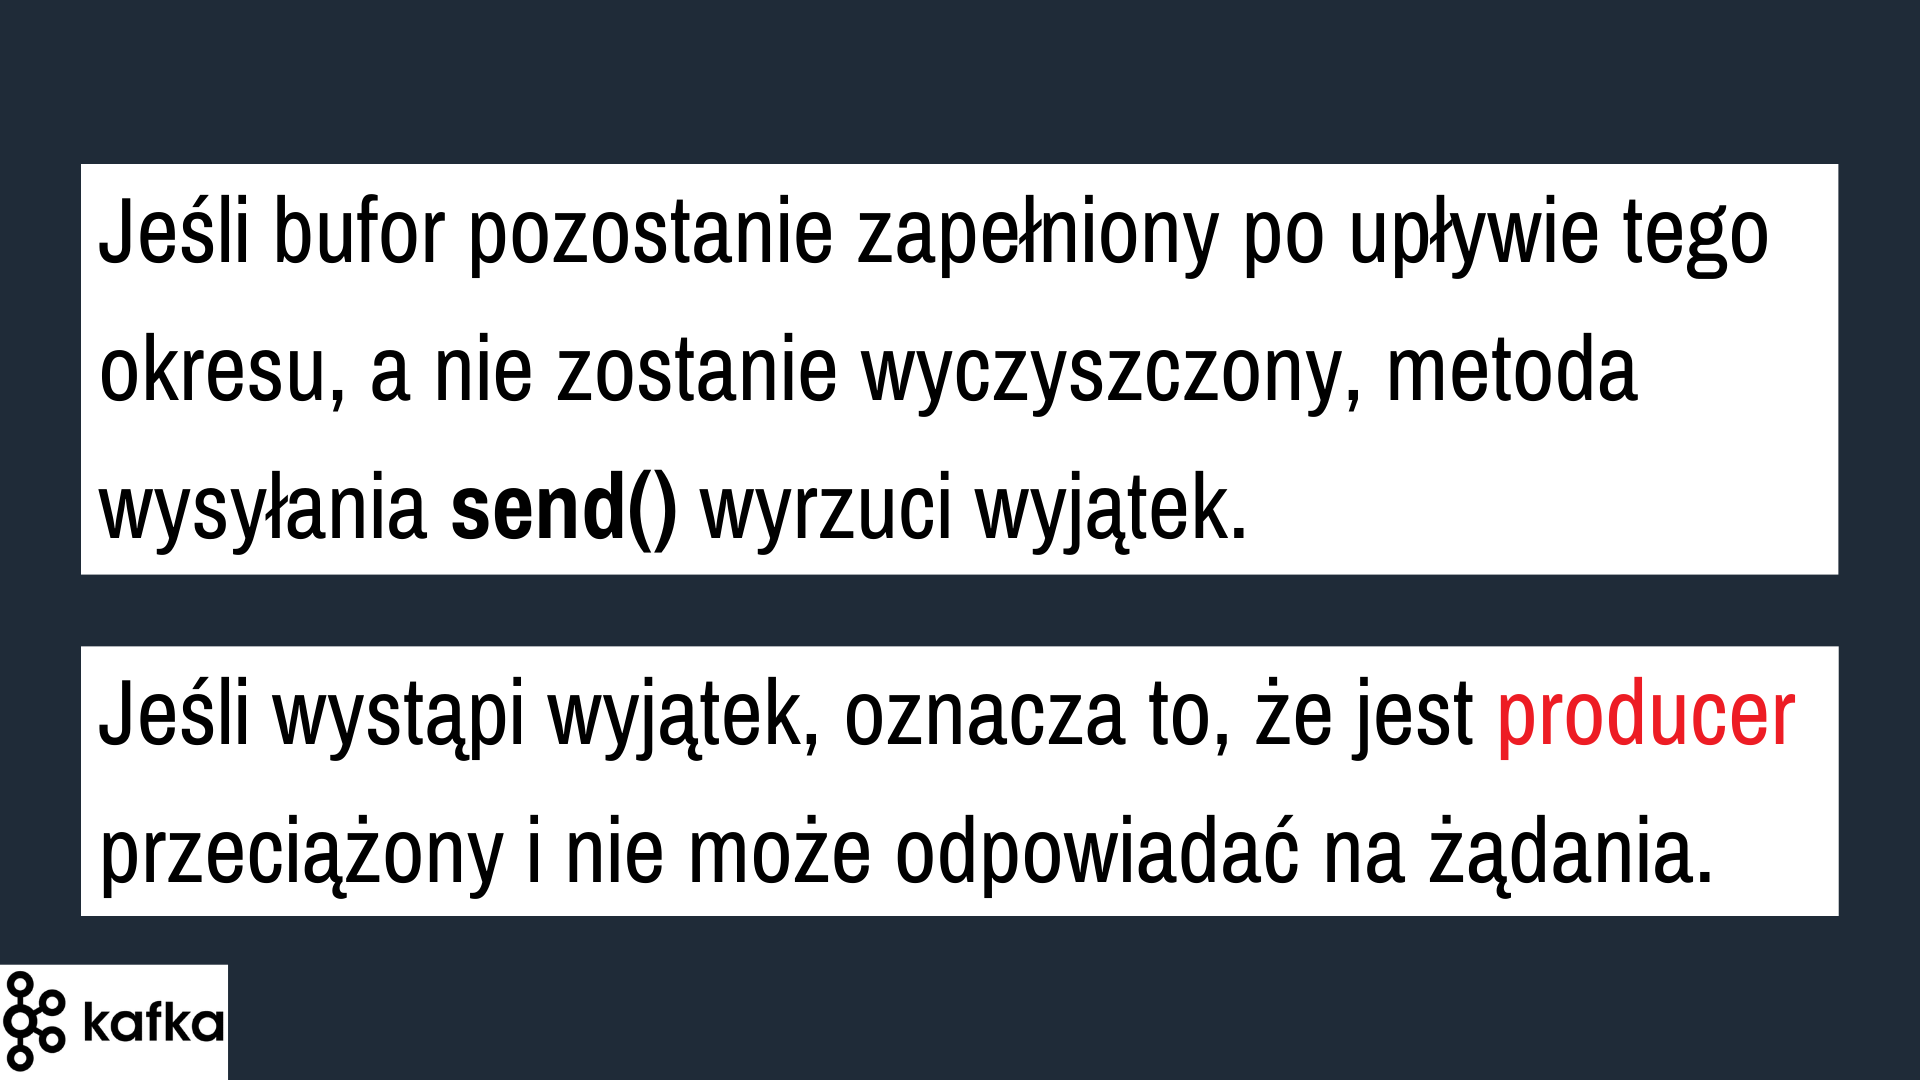 Jeśli bufor pozostanie zapełniony po upływie tego
okresu, a nie zostanie wyczyszczony, metoda
wysyłania send() wyrzuci wyjątek.
Jeśli wystąpi wyjątek, oznacza to, że jest producer
przeciążony i nie może odpowiadać na żądania.
kafka